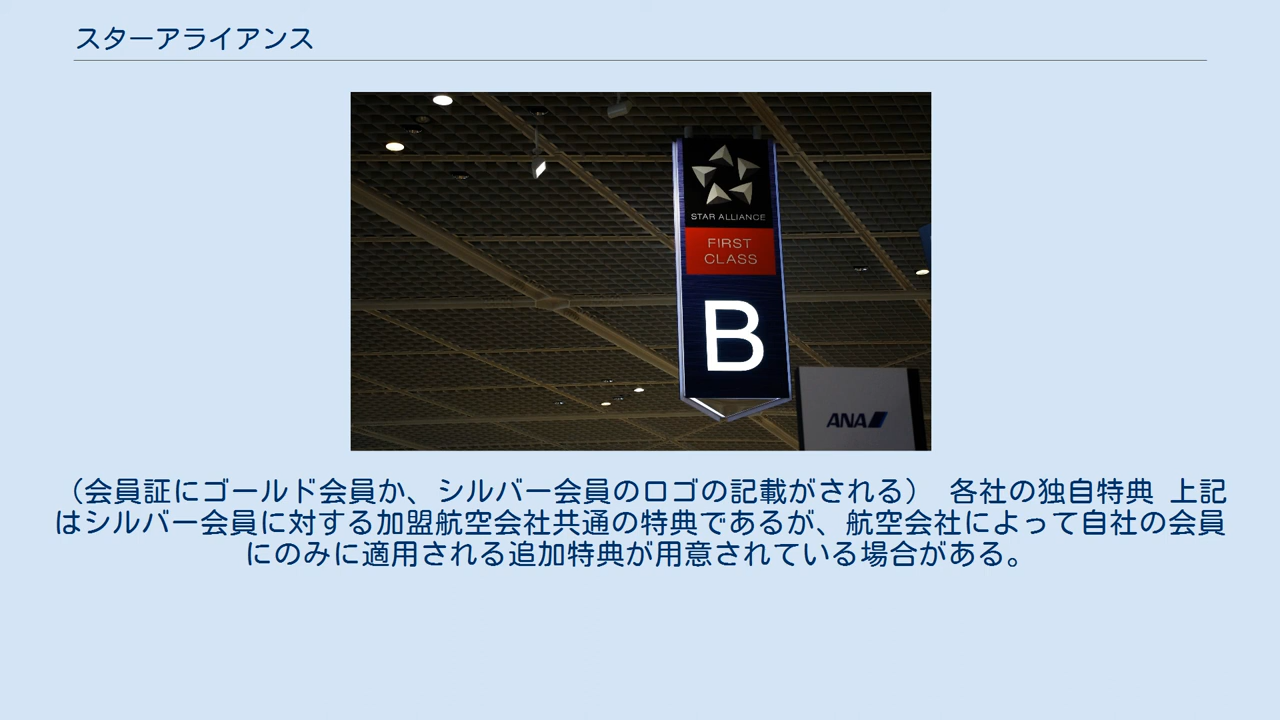 スターアライアンス
STAR ALLIANCE
FIRST
CLASS
B
ANA
（会員証にゴールド会員か、シルバー会員のロゴの記載がされる） 各社の独自特典 上記
はシルバー会員に対する加盟航空会社共通の特典であるが、航空会社によって自社の会員
にのみに適用される追加特典が用意されている場合がある。